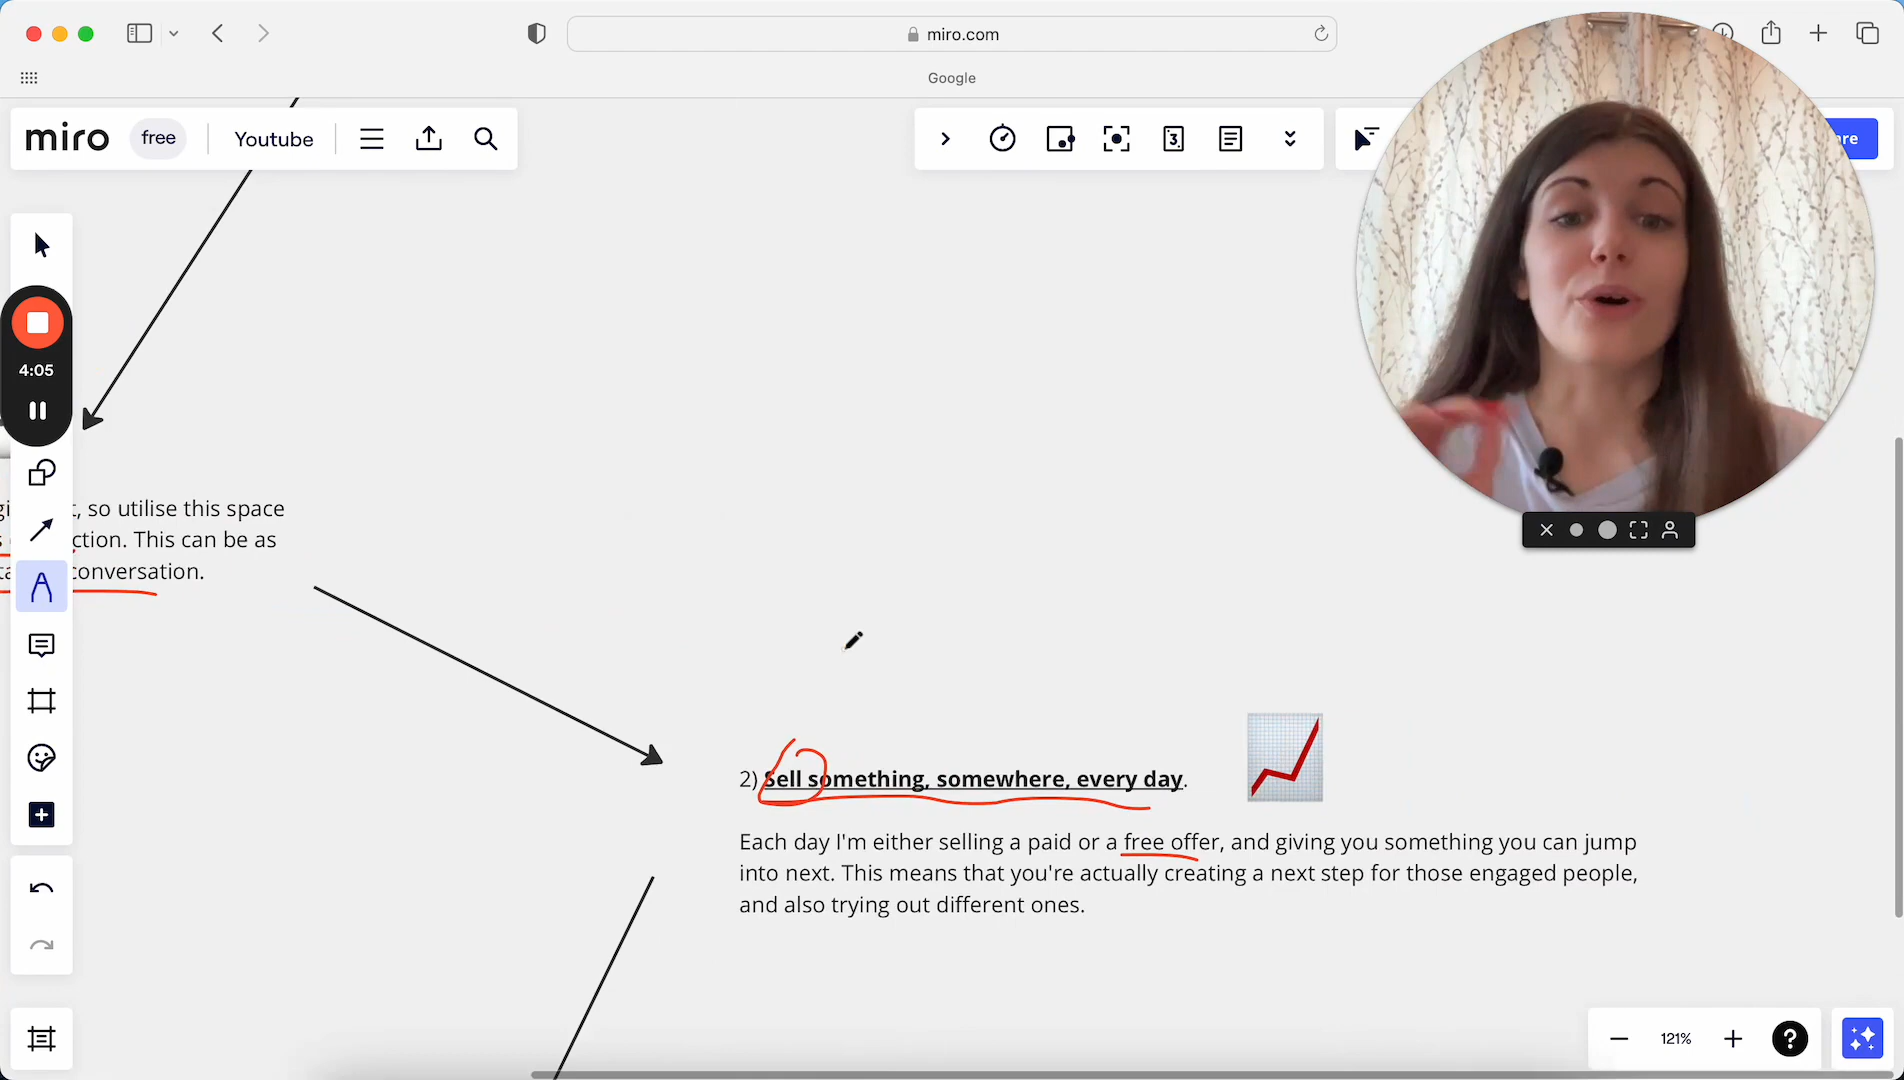 miro.com
Google
miro free Youtube
3
re
4:05
, so utilise this space
ction. This can be as
conversation.
2) Sell something, somewhere, every day.
Each day I'm either selling a paid or a free offer, and giving you something you can jump
into next. This means that you're actually creating a next step for those engaged people,
and also trying out different ones.
121%
?